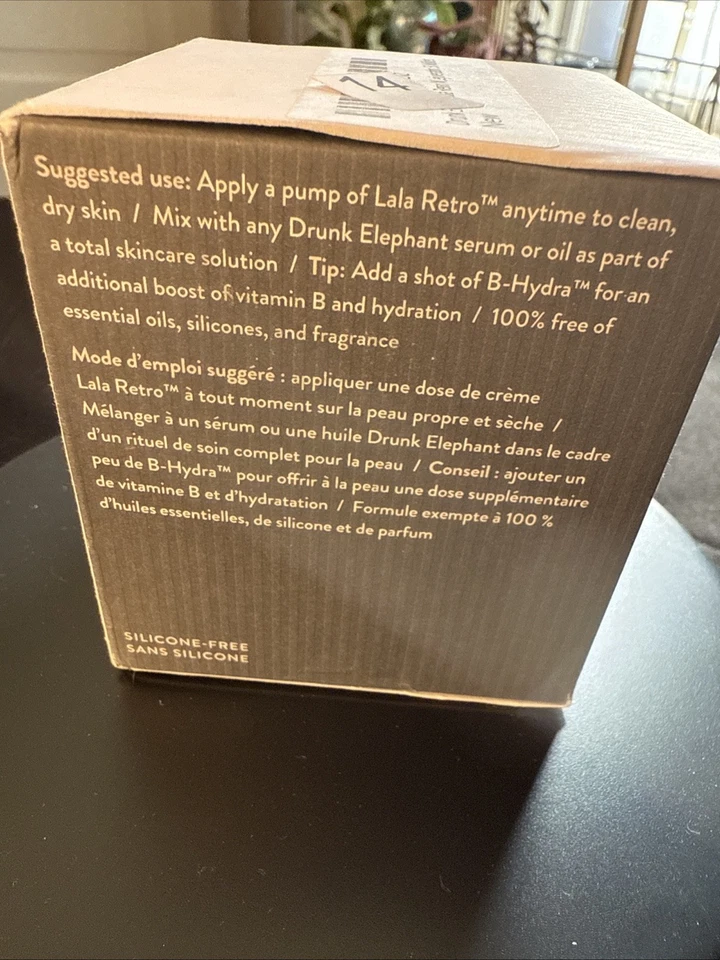 Suggested use: Apply a pump of Lala Retro™ anytime to clean,
dry skin / Mix with any Drunk Elephant serum or oil as part of
a total skincare solution / Tip: Add a shot of B-Hydra™ for an
additional boost of vitamin B and hydration / 100% free of
essential oils, silicones, and fragrance
Mode d'emploi suggéré : appliquer une dose de crème
Lala Retro™ à tout moment sur la peau propre et sèche /
Mélanger à un sérum ou une huile Drunk Elephant dans le cadre
d'un rituel de soin complet pour la peau / Conseil : ajouter un
peu de B-Hydra™ pour offrir à la peau une dose supplémentaire
de vitamine B et d'hydratation / Formule exempte à 100 %
d'huiles essentielles, de silicone et de parfum
SILICONE-FREE
SANS SILICONE
New